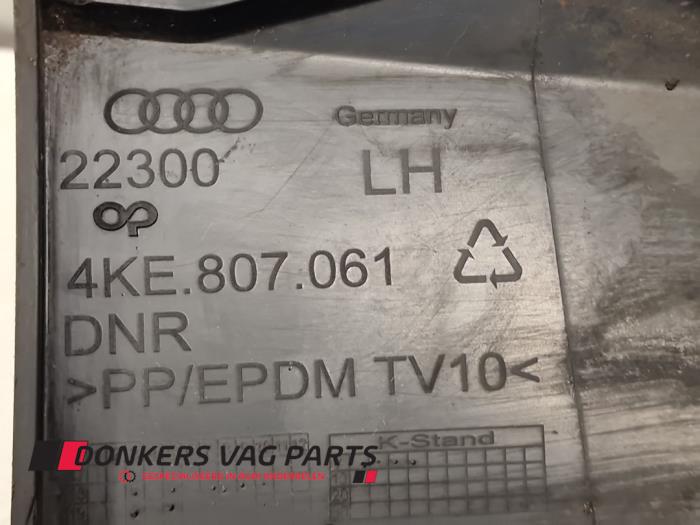 Germany
22300 LH
4KE.807.061
DNR
>PP/EPDM TV10<
K-Stand
DONKERS VAG PARTS